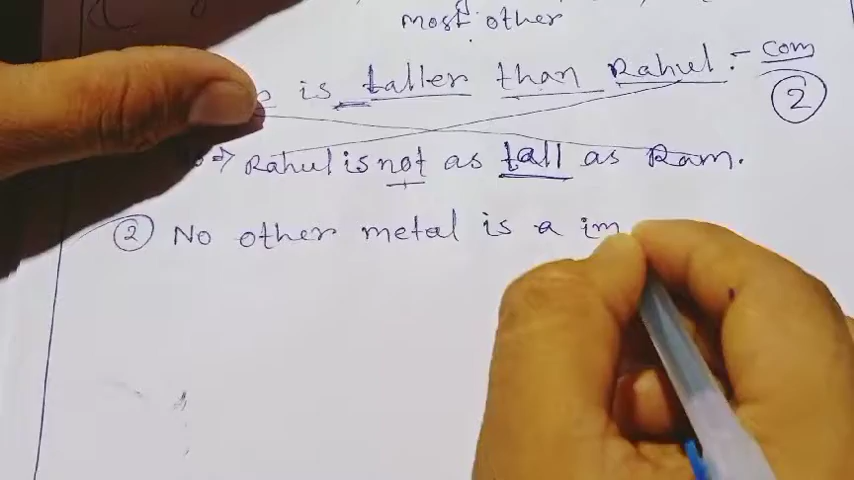 most other
is taller than Rahul :- com
2
⇒ Rahul is not as tall as Ram.
2 No other metal is a im